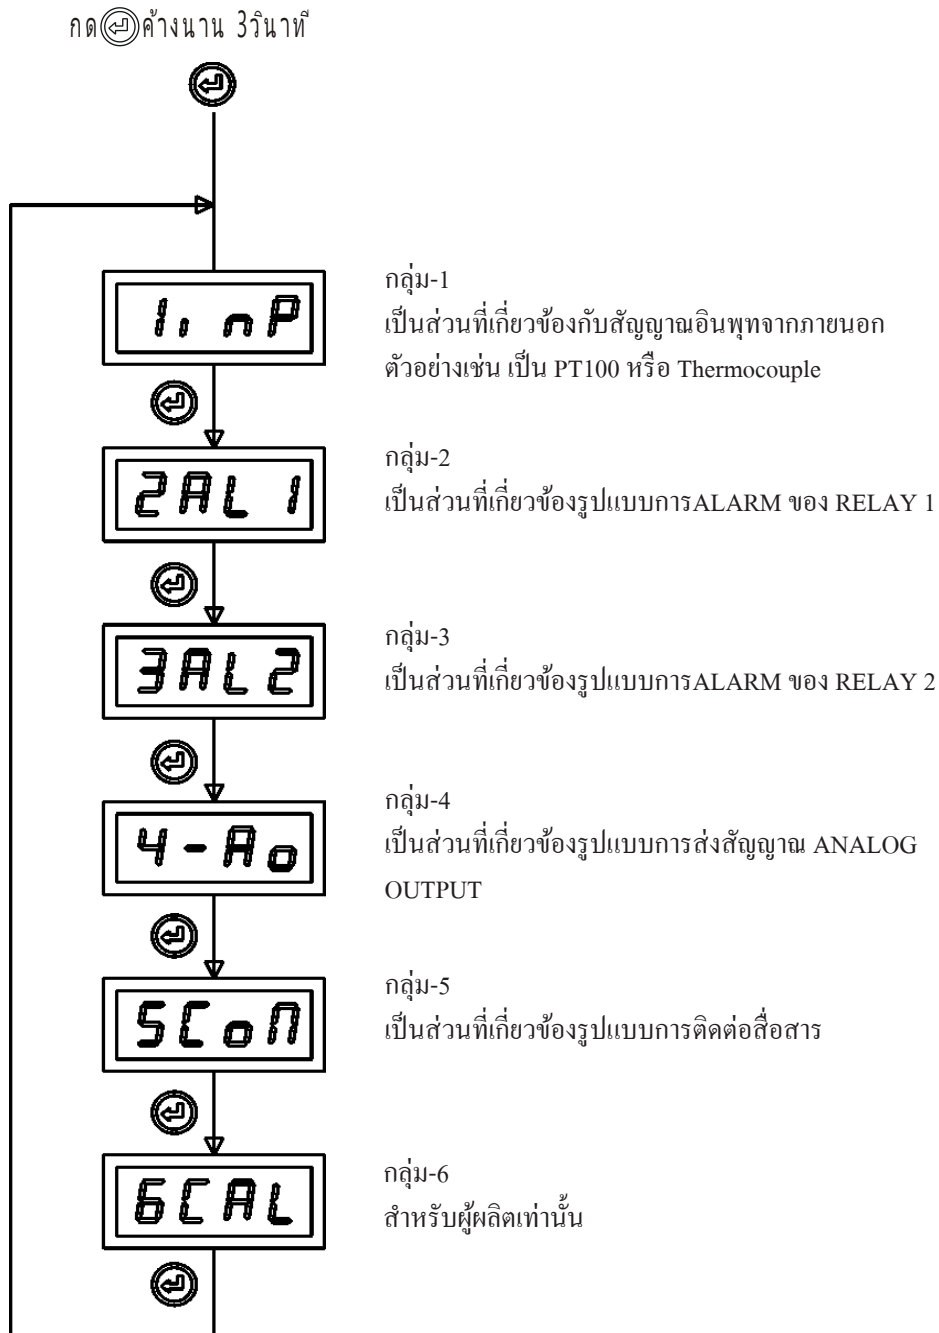 กด ค้างนาน 3วินาที
1inP
กลุ่ม-1
เป็นส่วนที่เกี่ยวข้องกับสัญญาณอินพุทจากภายนอก
ตัวอย่างเช่น เป็น PT100 หรือ Thermocouple
2AL1
กลุ่ม-2
เป็นส่วนที่เกี่ยวข้องรูปแบบการALARM ของ RELAY 1
3AL2
กลุ่ม-3
เป็นส่วนที่เกี่ยวข้องรูปแบบการALARM ของ RELAY 2
4-Ao
กลุ่ม-4
เป็นส่วนที่เกี่ยวข้องรูปแบบการส่งสัญญาณ ANALOG
OUTPUT
5CoM
กลุ่ม-5
เป็นส่วนที่เกี่ยวข้องรูปแบบการติดต่อสื่อสาร
6CAL
กลุ่ม-6
สำหรับผู้ผลิตเท่านั้น